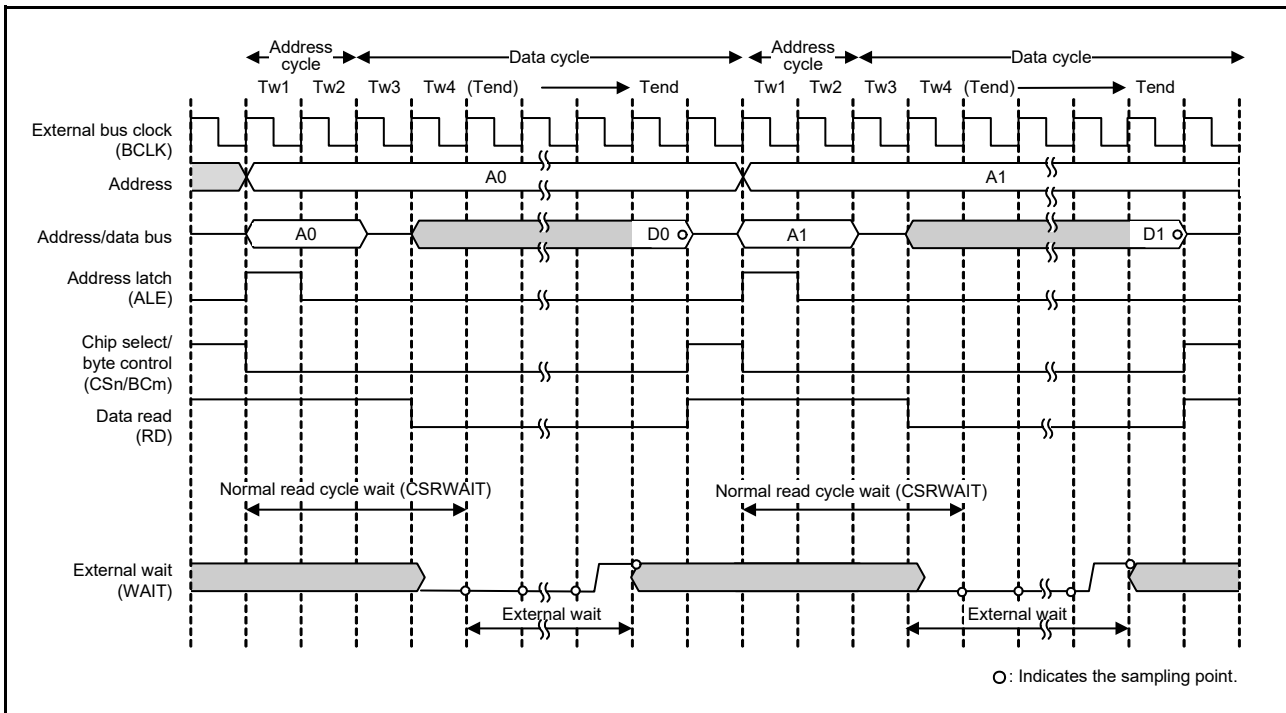 Address
cycle
Data cycle
Address
cycle
Data cycle
Tw1 Tw2 Tw3 Tw4 (Tend) Tend Tw1 Tw2 Tw3 Tw4 (Tend) Tend
External bus clock
(BCLK)
Address
A0
A1
Address/data bus
A0
D0
A1
D1
Address latch
(ALE)
Chip select/
byte control
(CSn/BCm)
Data read
(RD)
Normal read cycle wait (CSRWAIT)
Normal read cycle wait (CSRWAIT)
External wait
(WAIT)
External wait
External wait
: Indicates the sampling point.